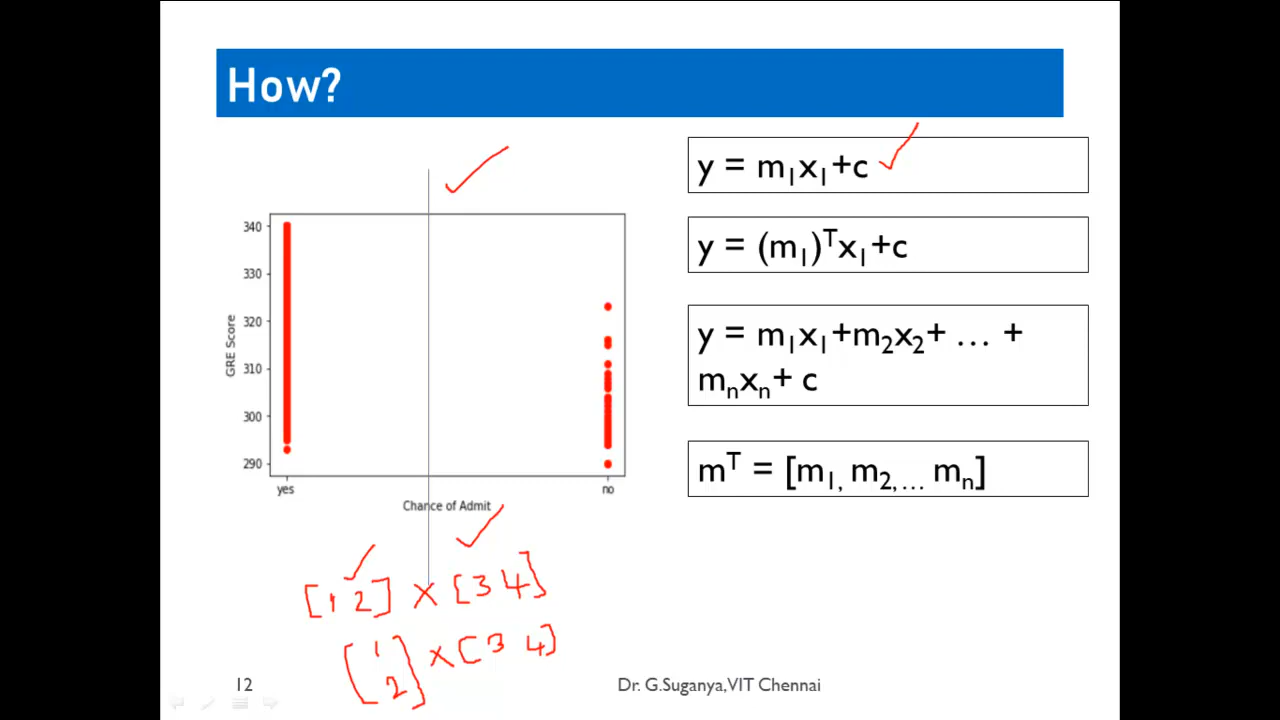 How?
y = m₁x₁+c
y = (m₁)ᵀx₁+c
y = m₁x₁+m₂x₂+ … +
mₙxₙ+ c
mᵀ = [m₁, m₂, … mₙ]
GRE Score
340
330
320
310
300
290
yes no
Chance of Admit
[1 2] × [3 4]
[1
2] × [3 4]
12
Dr. G.Suganya,VIT Chennai